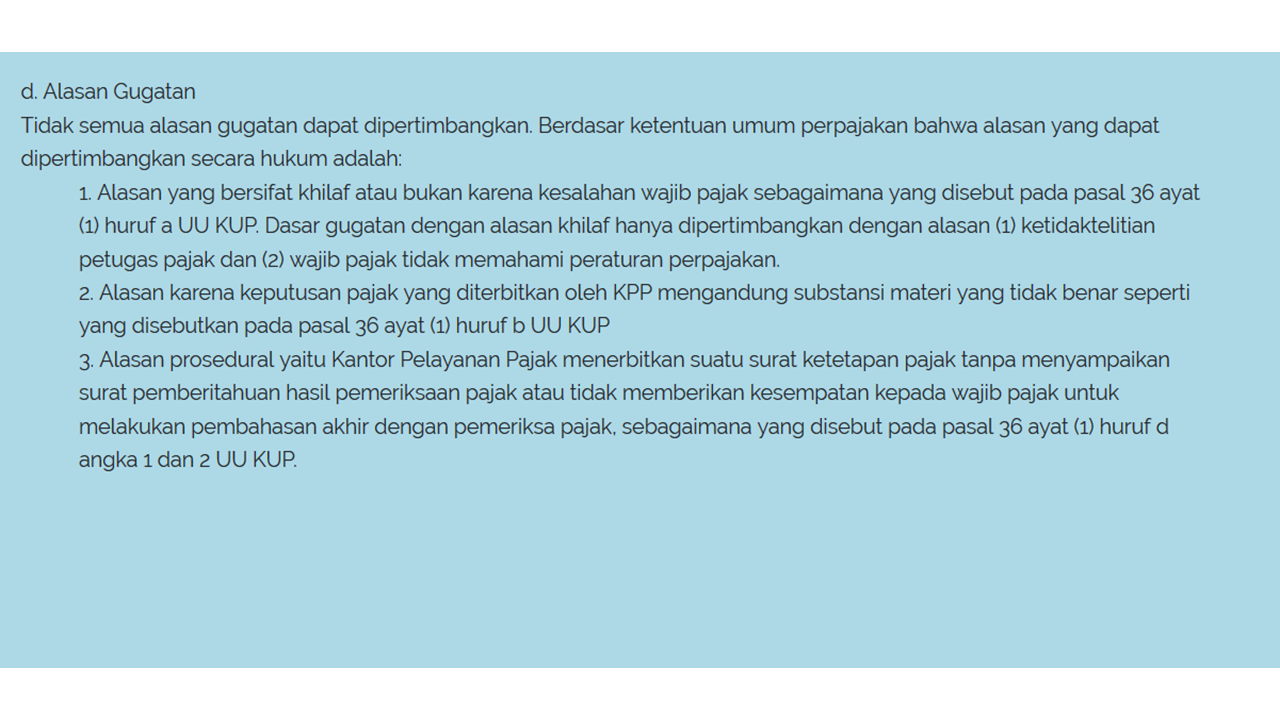 d. Alasan Gugatan
Tidak semua alasan gugatan dapat dipertimbangkan. Berdasar ketentuan umum perpajakan bahwa alasan yang dapat
dipertimbangkan secara hukum adalah:
1. Alasan yang bersifat khilaf atau bukan karena kesalahan wajib pajak sebagaimana yang disebut pada pasal 36 ayat
(1) huruf a UU KUP. Dasar gugatan dengan alasan khilaf hanya dipertimbangkan dengan alasan (1) ketidaktelitian
petugas pajak dan (2) wajib pajak tidak memahami peraturan perpajakan.
2. Alasan karena keputusan pajak yang diterbitkan oleh KPP mengandung substansi materi yang tidak benar seperti
yang disebutkan pada pasal 36 ayat (1) huruf b UU KUP
3. Alasan prosedural yaitu Kantor Pelayanan Pajak menerbitkan suatu surat ketetapan pajak tanpa menyampaikan
surat pemberitahuan hasil pemeriksaan pajak atau tidak memberikan kesempatan kepada wajib pajak untuk
melakukan pembahasan akhir dengan pemeriksa pajak, sebagaimana yang disebut pada pasal 36 ayat (1) huruf d
angka 1 dan 2 UU KUP.